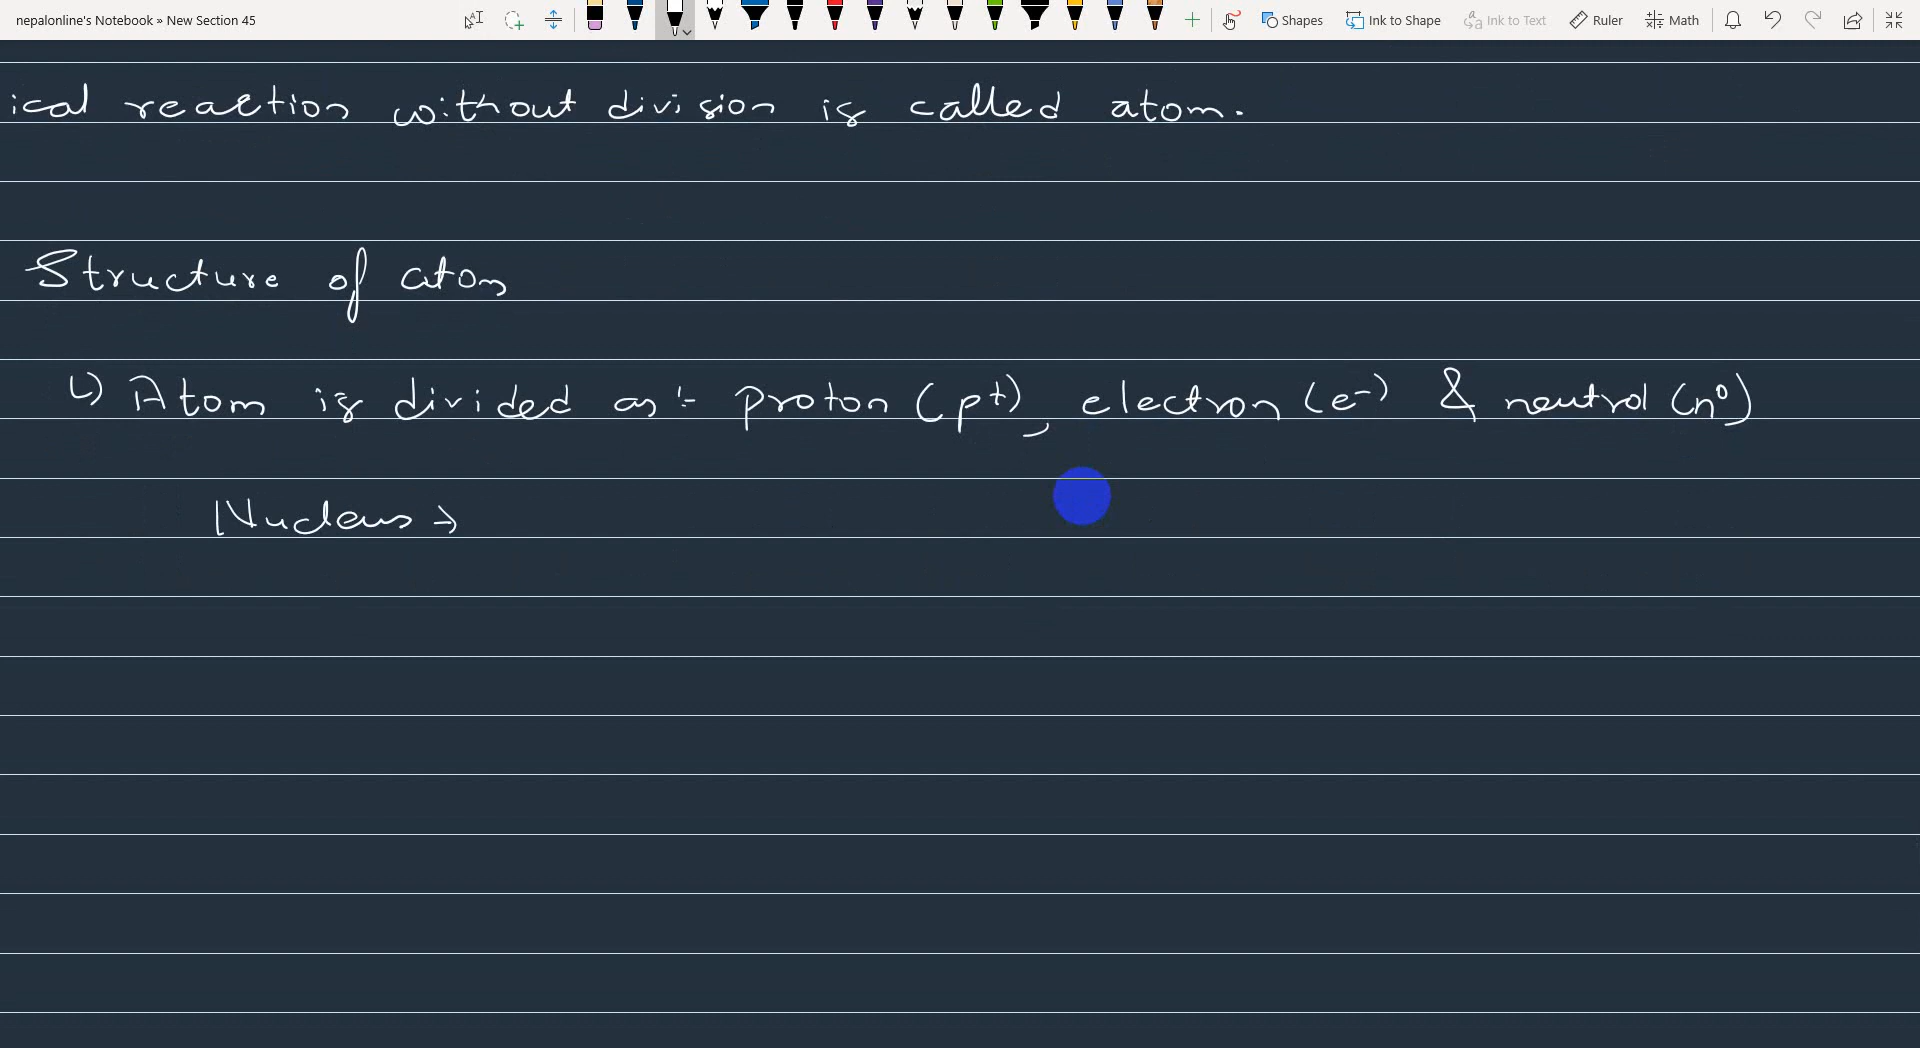 nepalonline's Notebook » New Section 45
Shapes Ink to Shape Ink to Text Ruler Math
ical reaction without division is called atom.
Structure of atom
↳ Atom is divided as :- proton (p+), electron (e-) & neutrol (n⁰)
Nucleus →